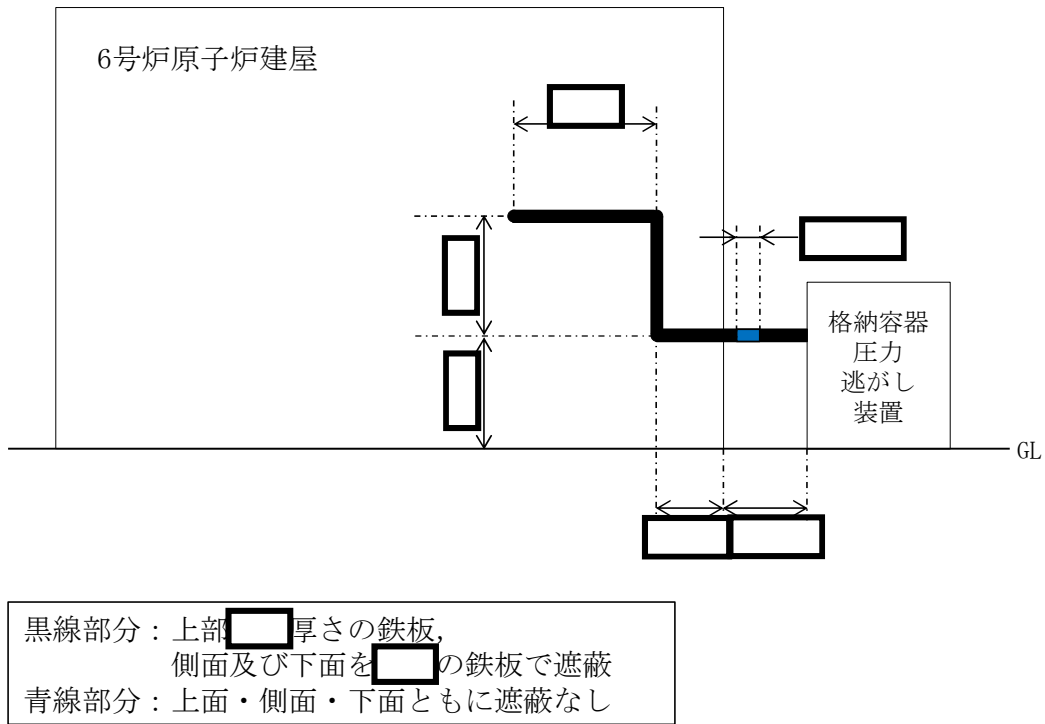 6号炉原子炉建屋
格納容器
圧力
逃がし
装置
GL
黒線部分：上部 厚さの鉄板,
側面及び下面を の鉄板で遮蔽
青線部分：上面・側面・下面ともに遮蔽なし